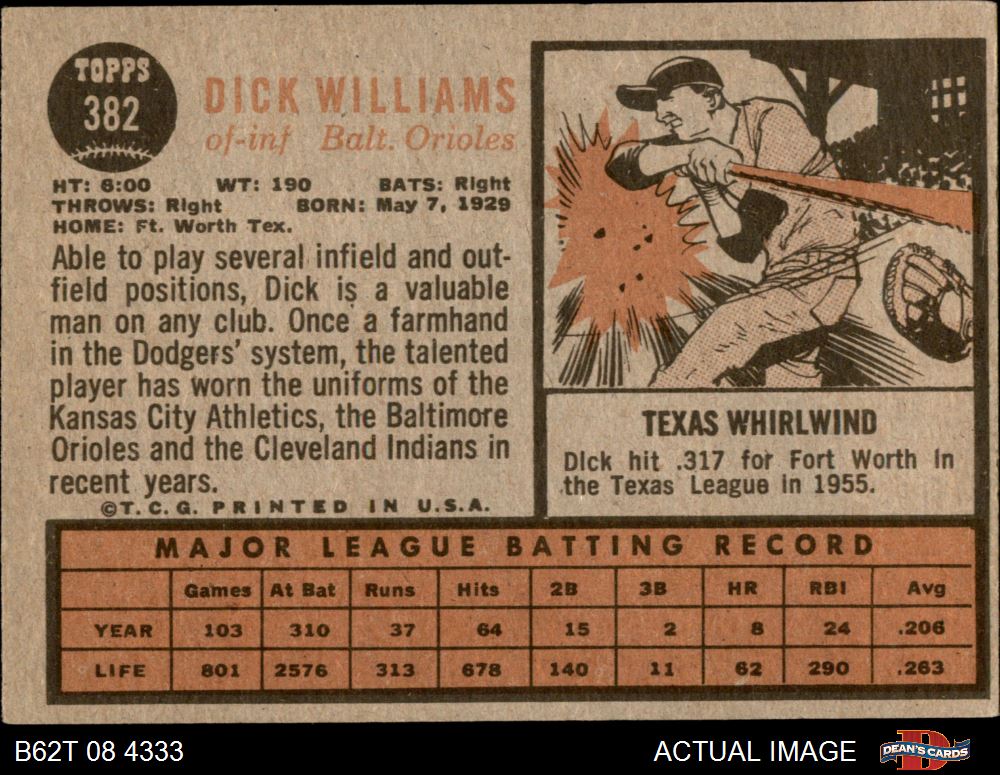 TOPPS
382
DICK WILLIAMS
of-inf Balt. Orioles
HT: 6:00 WT: 190 BATS: Right
THROWS: Right BORN: May 7, 1929
HOME: Ft. Worth Tex.
Able to play several infield and out-
field positions, Dick is a valuable
man on any club. Once a farmhand
in the Dodgers' system, the talented
player has worn the uniforms of the
Kansas City Athletics, the Baltimore
Orioles and the Cleveland Indians in
recent years.
©T.C.G. PRINTED IN U.S.A.
TEXAS WHIRLWIND
Dick hit .317 for Fort Worth in
the Texas League in 1955.
MAJOR LEAGUE BATTING RECORD
Games At Bat Runs Hits 2B 3B HR RBI Avg
YEAR 103 310 37 64 15 2 8 24 .206
LIFE 801 2576 313 678 140 11 62 290 .263
B62T 08 4333 ACTUAL IMAGE DEAN'S CARDS